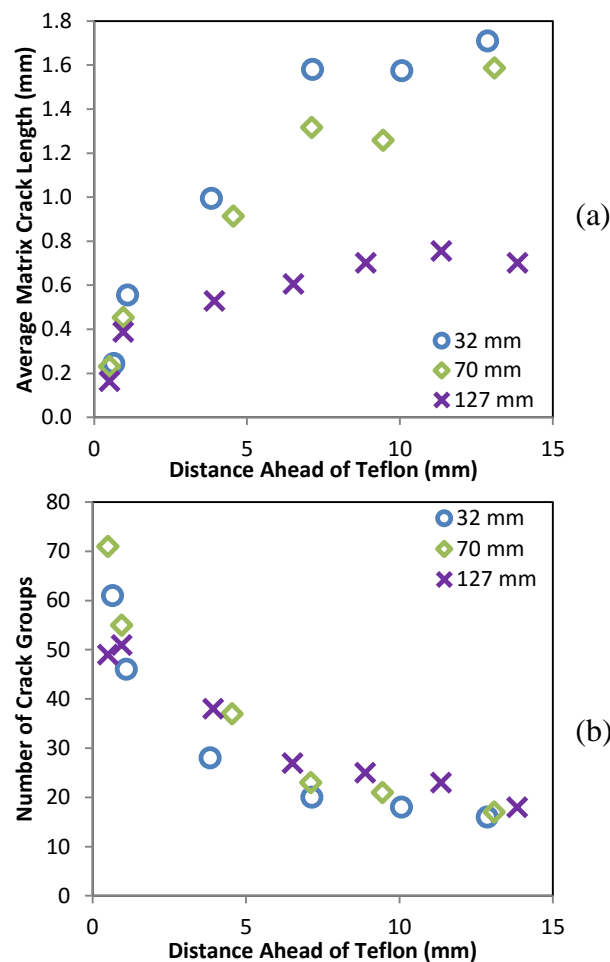 1.8
1.6
1.4
1.2
1.0
0.8
0.6
0.4
0.2
0.0
Average Matrix Crack Length (mm)
32 mm
70 mm
127 mm
0 5 10 15
Distance Ahead of Teflon (mm)
(a)
80
70
60
50
40
30
20
10
0
Number of Crack Groups
32 mm
70 mm
127 mm
0 5 10 15
Distance Ahead of Teflon (mm)
(b)